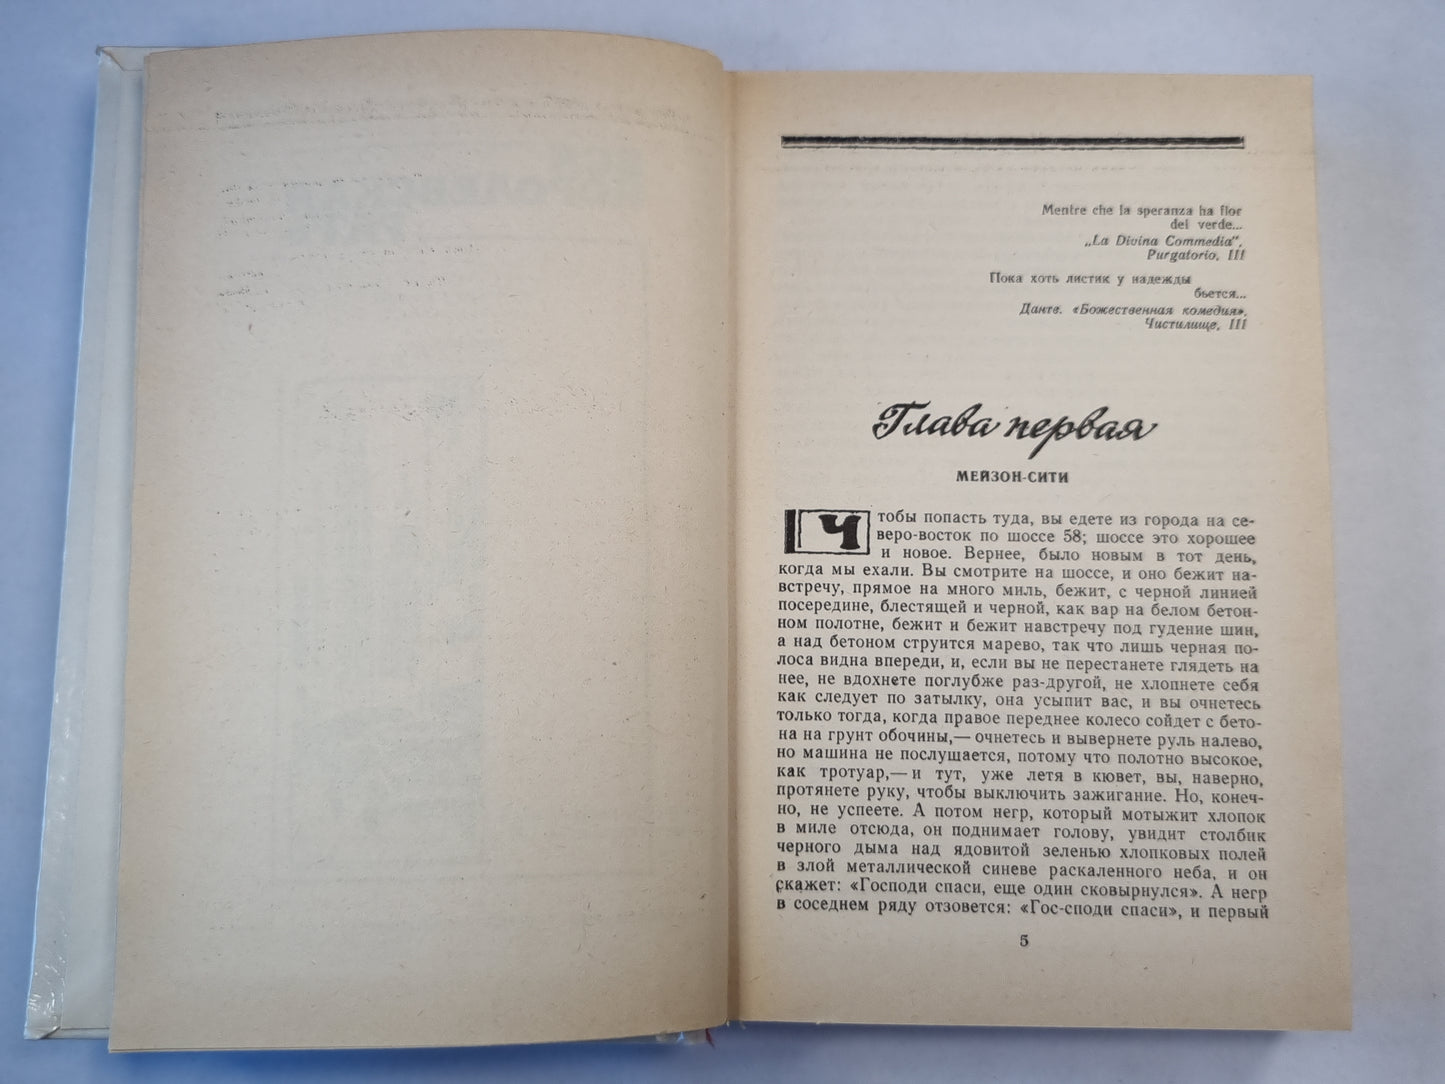 Mentre che la speranza ha fior
del verde...
„La Divina Commedia",
Purgatorio, III
Пока хоть листик у надежды
бьется...
Данте. «Божественная комедия»,
Чистилище, III
Глава первая
МЕЙЗОН-СИТИ
Чтобы попасть туда, вы едете из города на се-
веро-восток по шоссе 58; шоссе это хорошее
и новое. Вернее, было новым в тот день,
когда мы ехали. Вы смотрите на шоссе, и оно бежит на-
встречу, прямое на много миль, бежит, с черной линией
посередине, блестящей и черной, как вар на белом бетон-
ном полотне, бежит и бежит навстречу под гудение шин,
а над бетоном струится марево, так что лишь черная по-
лоса видна впереди, и, если вы не перестанете глядеть на
нее, не вдохнете поглубже раз-другой, не хлопнете себя
как следует по затылку, она усыпит вас, и вы очнетесь
только тогда, когда правое переднее колесо сойдет с бето-
на на грунт обочины,— очнетесь и вывернете руль налево,
но машина не послушается, потому что полотно высокое,
как тротуар,— и тут, уже летя в кювет, вы, наверно,
протянете руку, чтобы выключить зажигание. Но, конеч-
но, не успеете. А потом негр, который мотыжит хлопок
в миле отсюда, он поднимает голову, увидит столбик
черного дыма над ядовитой зеленью хлопковых полей
в злой металлической синеве раскаленного неба, и он
скажет: «Господи спаси, еще один сковырнулся». А негр
в соседнем ряду отзовется: «Гос-споди спаси», и первый
5